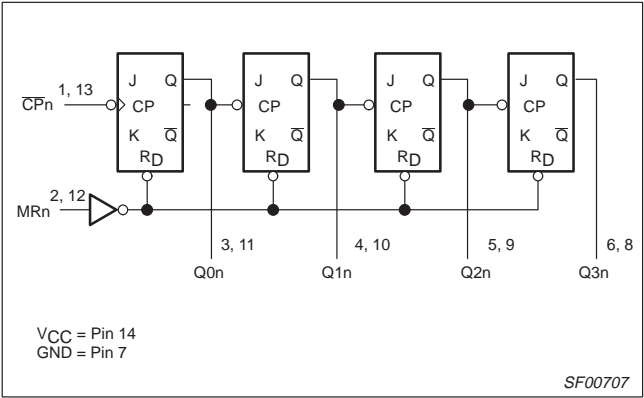 J Q J Q J Q J Q
1, 13
CPn CP CP CP CP
K Q K Q K Q K Q
RD RD RD RD
2, 12
MRn
3, 11 4, 10 5, 9 6, 8
Q0n Q1n Q2n Q3n
VCC = Pin 14
GND = Pin 7
SF00707